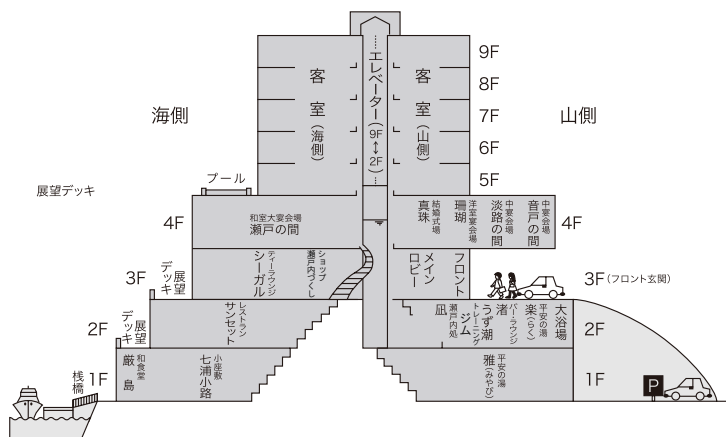 9F
8F
7F
6F
5F
海側
山側
客室(海側)
エレベーター(9F↔2F)
客室(山側)
プール
展望デッキ
4F
和室大宴会場
瀬戸の間
結婚式場
真珠
洋室宴会場
珊瑚
中宴会場
淡路の間
中宴会場
音戸の間
4F
3F
展望
デッキ
ティーラウンジ
シーガル
ショップ
瀬戸内づくし
メイン
ロビー
フロント
3F(フロント玄関)
2F
展望
デッキ
レストラン
サンセット
瀬戸内処
凪
トレーニング
ジム
うず潮
バー・ラウンジ
渚
平安の湯
楽(らく)
大浴場
2F
1F
和食堂
厳島
小座敷
七浦小路
平安の湯
雅(みやび)
1F
桟橋
P